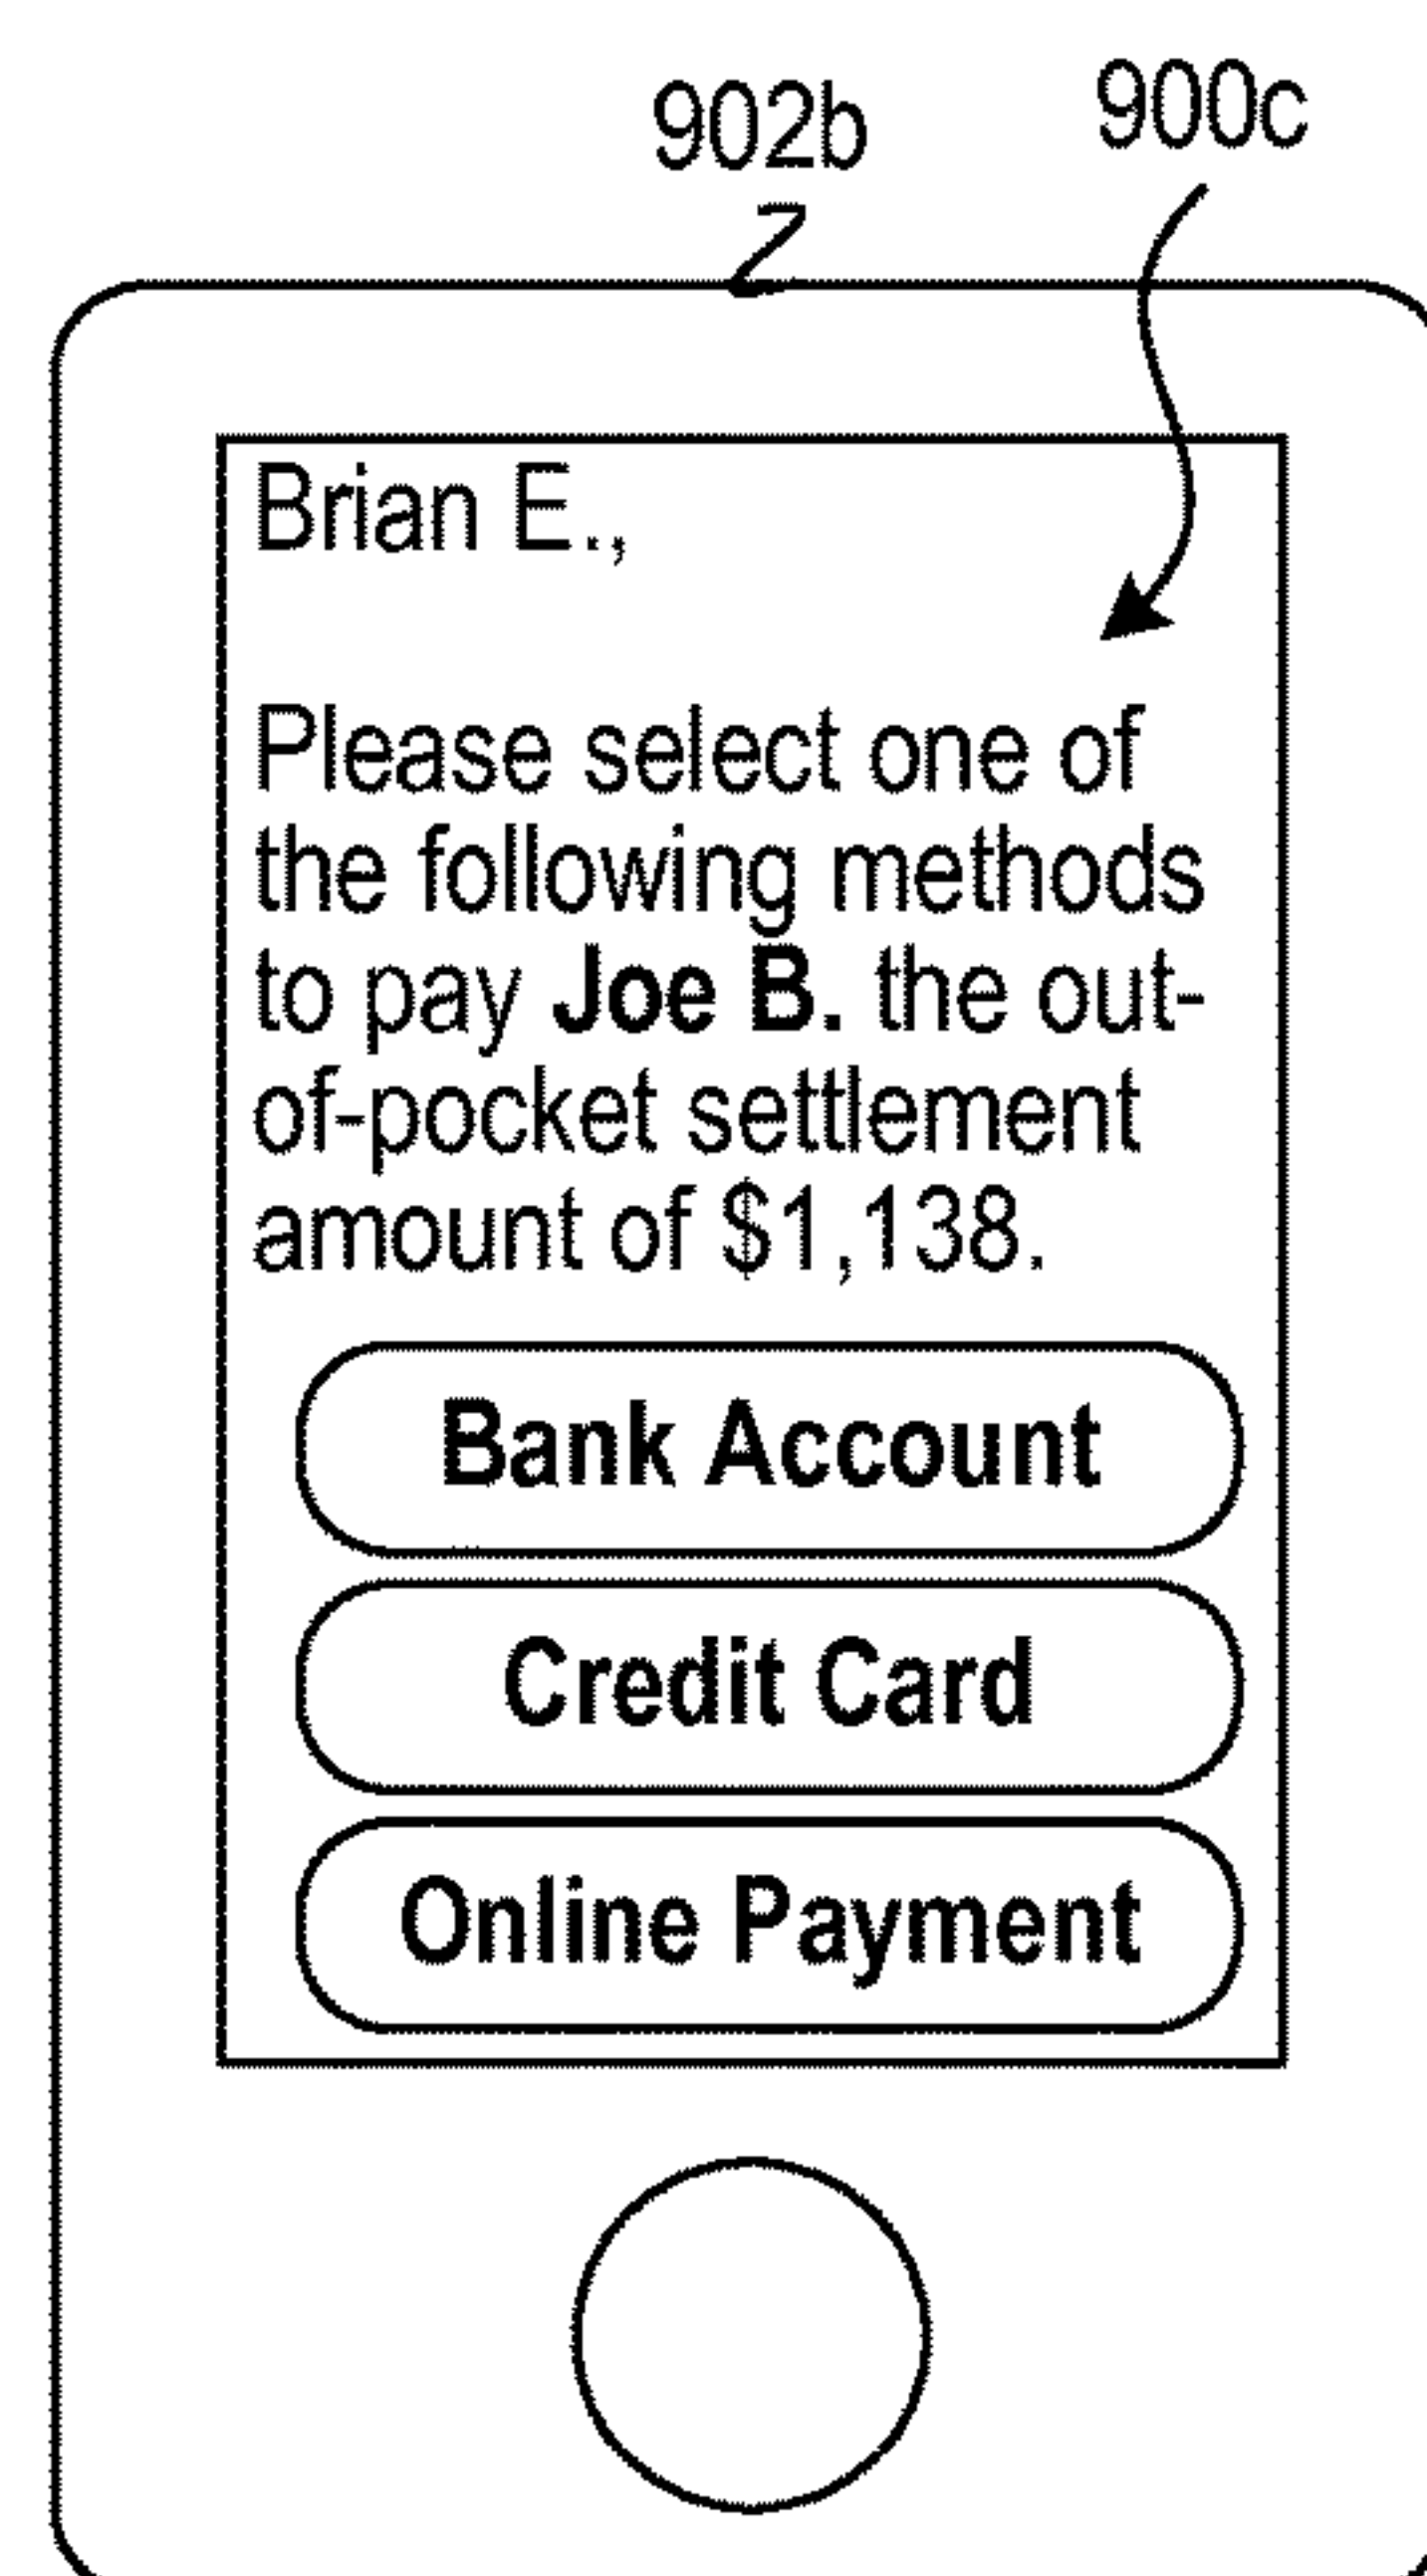 902b
900c
Brian E.,
Please select one of
the following methods
to pay Joe B. the out-
of-pocket settlement
amount of $1,138.
Bank Account
Credit Card
Online Payment